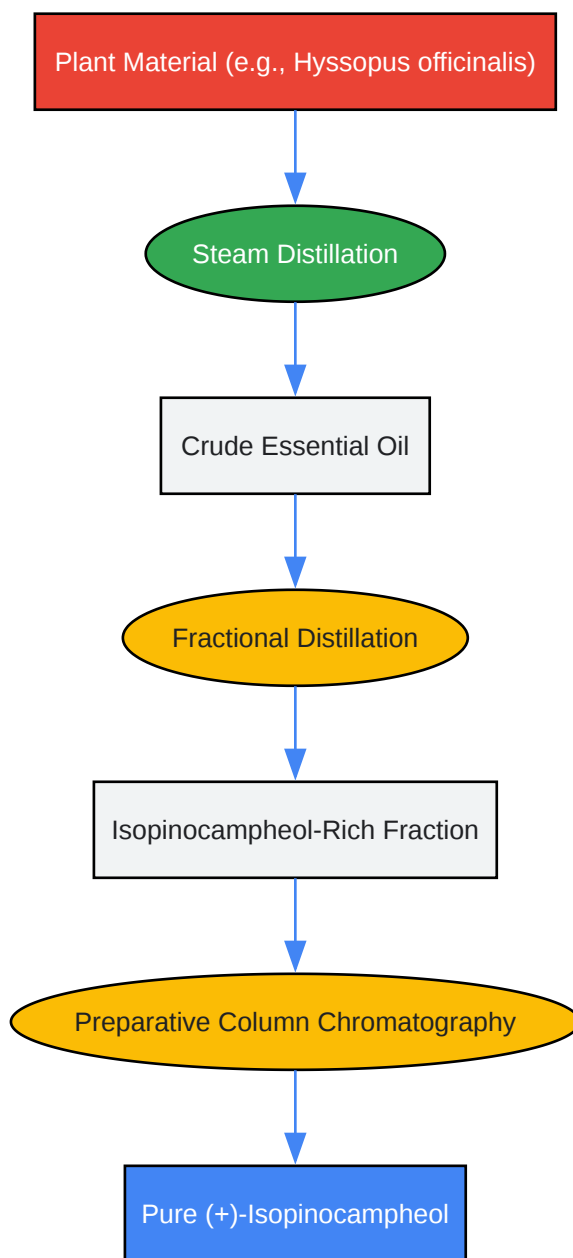 Plant Material (e.g., Hyssopus officinalis)
Steam Distillation
Crude Essential Oil
Fractional Distillation
Isopinocampheol-Rich Fraction
Preparative Column Chromatography
Pure (+)-Isopinocampheol